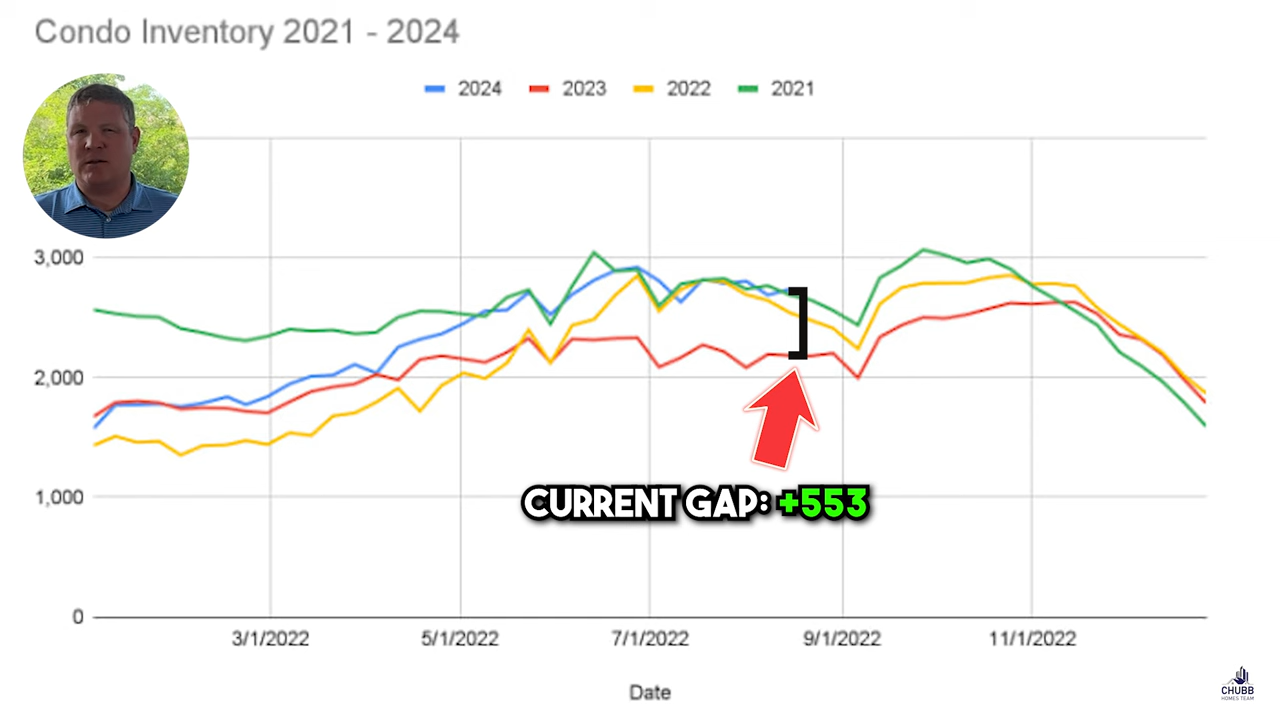 Condo Inventory 2021 - 2024
2024 2023 2022 2021
3,000
2,000
1,000
CURRENT GAP: +553
0
3/1/2022 5/1/2022 7/1/2022 9/1/2022 11/1/2022
Date
CHUBB
HOMES TEAM